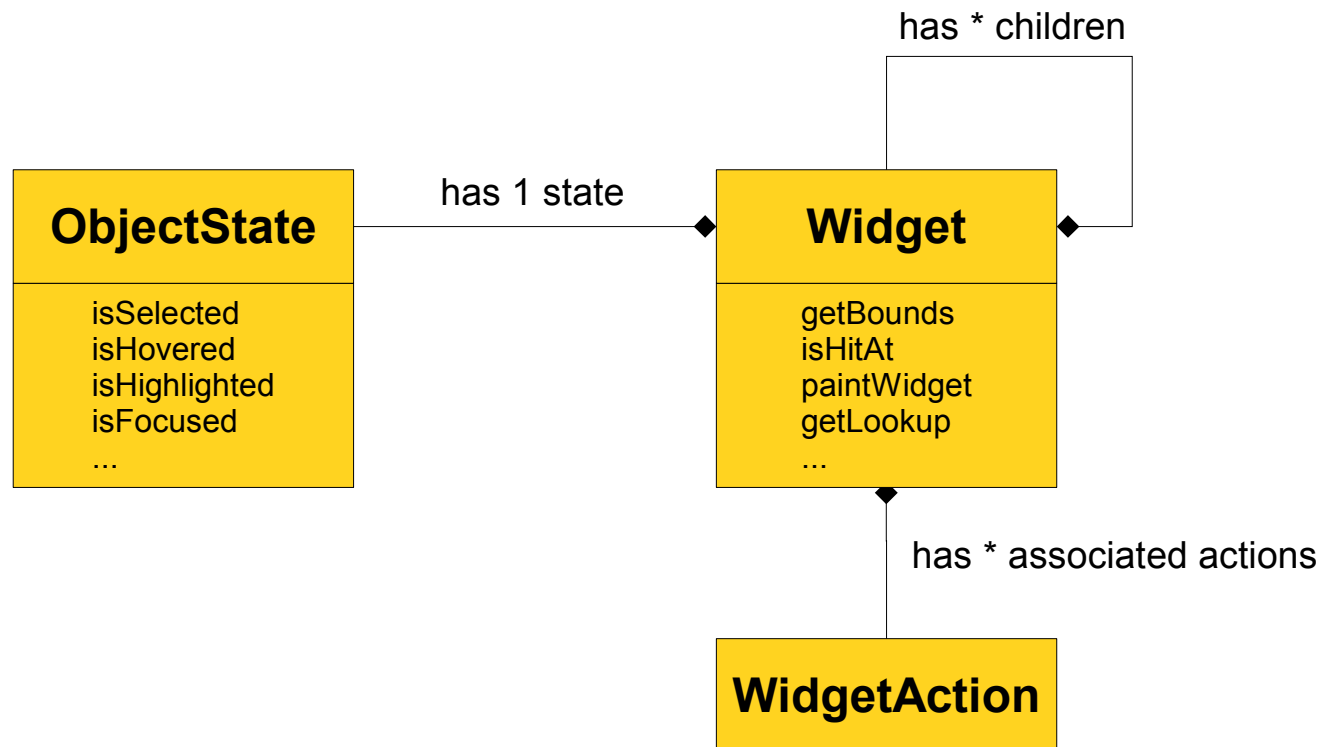 has * children
has 1 state
ObjectState
isSelected
isHovered
isHighlighted
isFocused
...
Widget
getBounds
isHitAt
paintWidget
getLookup
...
has * associated actions
WidgetAction